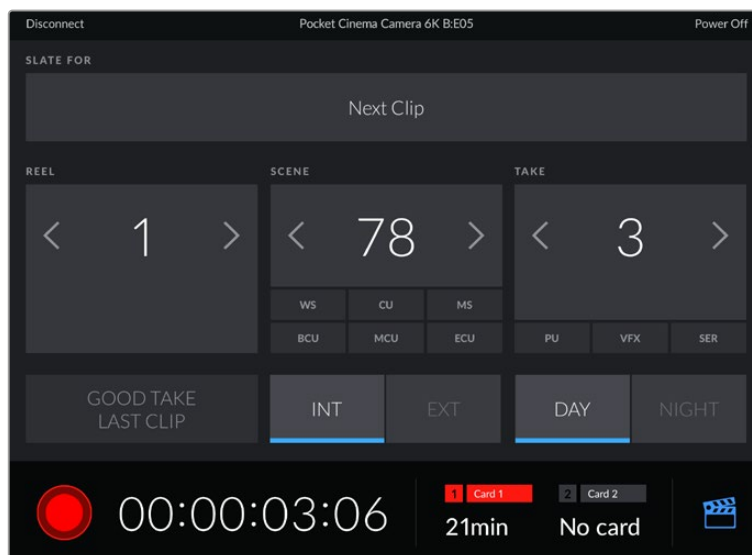 Disconnect
Pocket Cinema Camera 6K B:E05
Power Off
SLATE FOR
Next Clip
REEL
SCENE
TAKE
1
78
3
WS CU MS
BCU MCU ECU
PU VFX SER
GOOD TAKE
LAST CLIP
INT
EXT
DAY
NIGHT
00:00:03:06
1 Card 1
21min
2 Card 2
No card